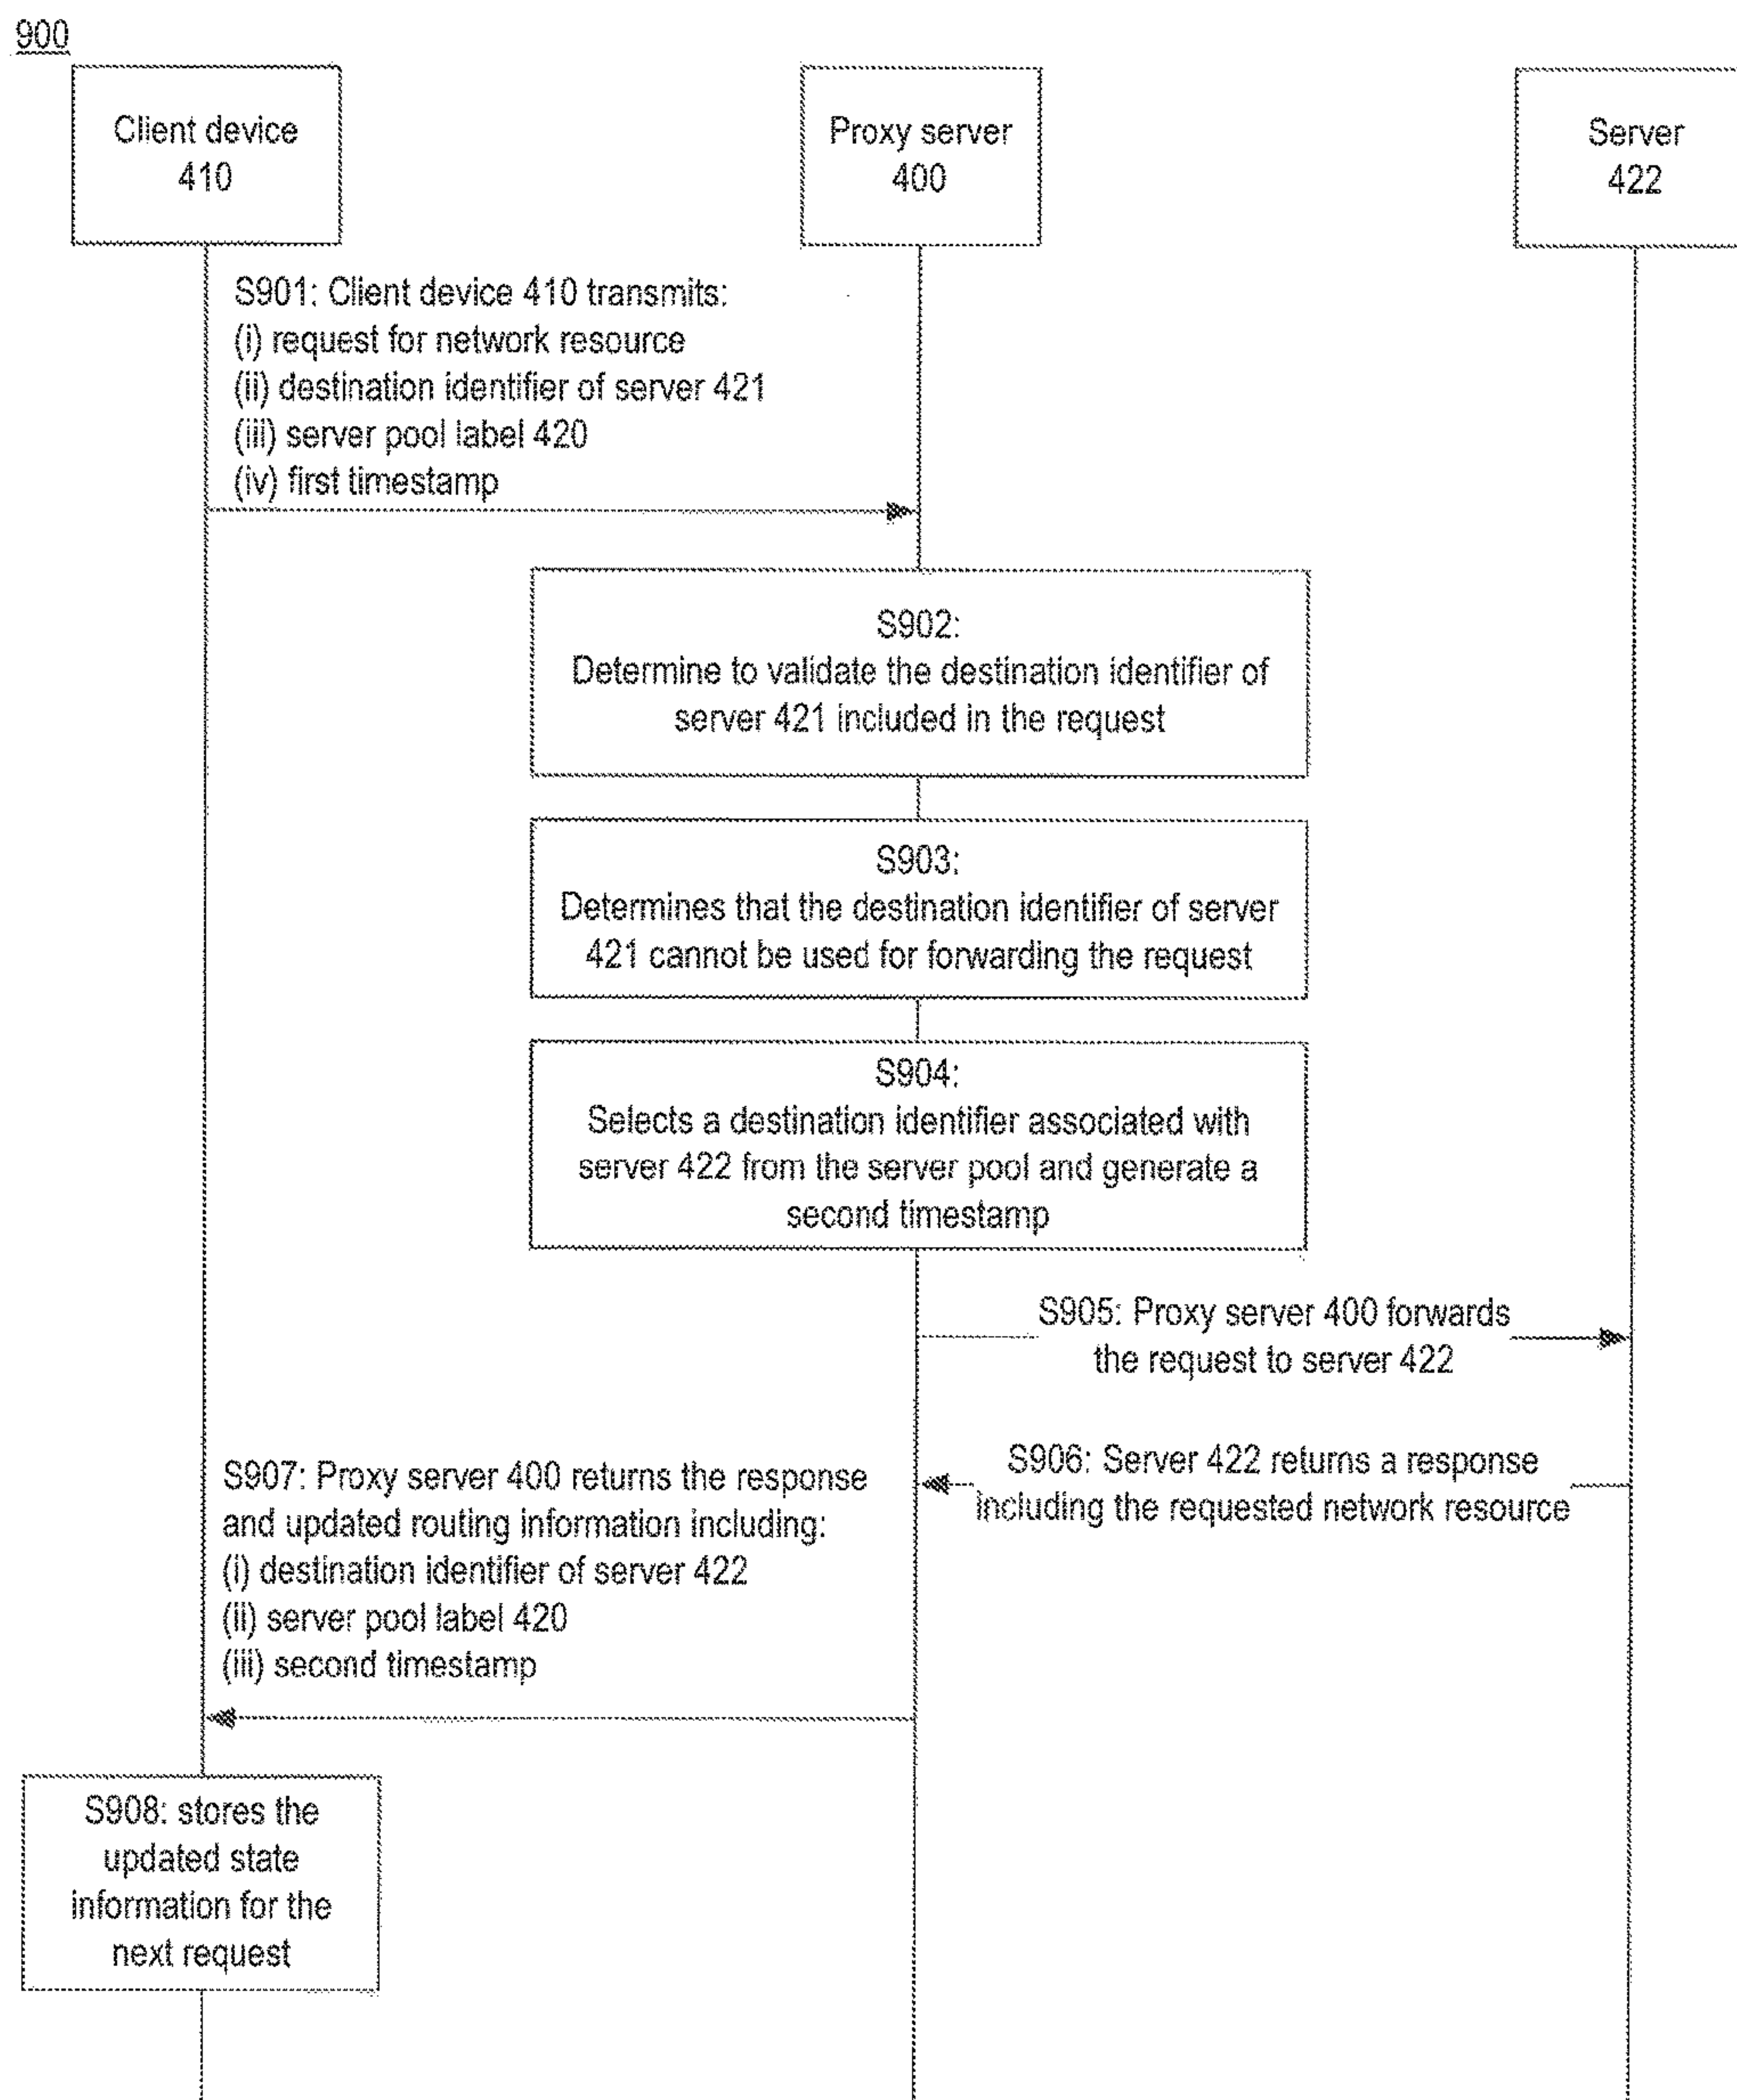 900
Client device
410
Proxy server
400
Server
422
S901: Client device 410 transmits:
(i) request for network resource
(ii) destination identifier of server 421
(iii) server pool label 420
(iv) first timestamp
S902:
Determine to validate the destination identifier of
server 421 included in the request
S903:
Determines that the destination identifier of server
421 cannot be used for forwarding the request
S904:
Selects a destination identifier associated with
server 422 from the server pool and generate a
second timestamp
S905: Proxy server 400 forwards
the request to server 422
S906: Server 422 returns a response
including the requested network resource
S907: Proxy server 400 returns the response
and updated routing information including:
(i) destination identifier of server 422
(ii) server pool label 420
(iii) second timestamp
S908: stores the
updated state
information for the
next request